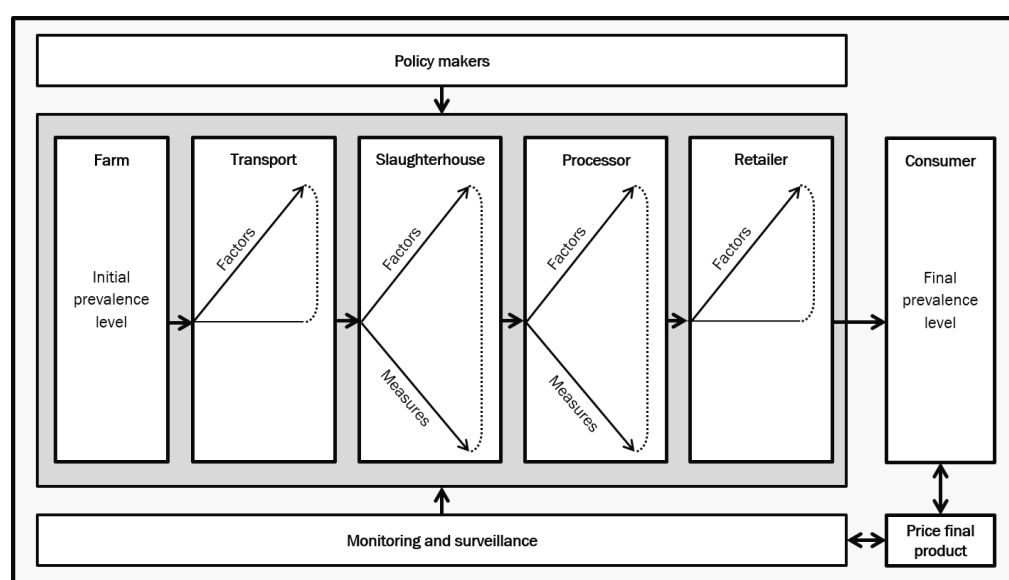 Policy makers
Farm
Transport
Slaughterhouse
Processor
Retailer
Consumer
Factors
Factors
Factors
Factors
Initial
prevalence
level
Final
prevalence
level
Measures
Measures
Monitoring and surveillance
Price final
product